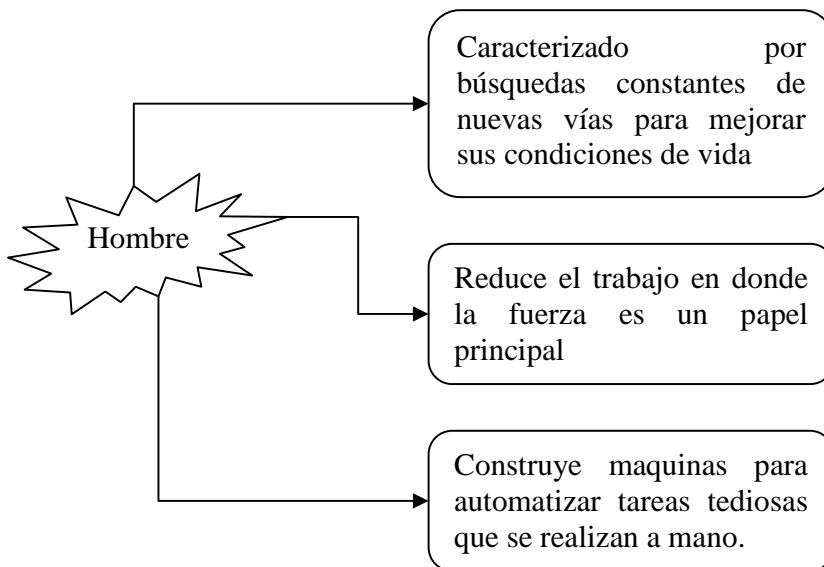 Caracterizado por
búsquedas constantes de
nuevas vías para mejorar
sus condiciones de vida
Hombre
Reduce el trabajo en donde
la fuerza es un papel
principal
Construye maquinas para
automatizar tareas tediosas
que se realizan a mano.